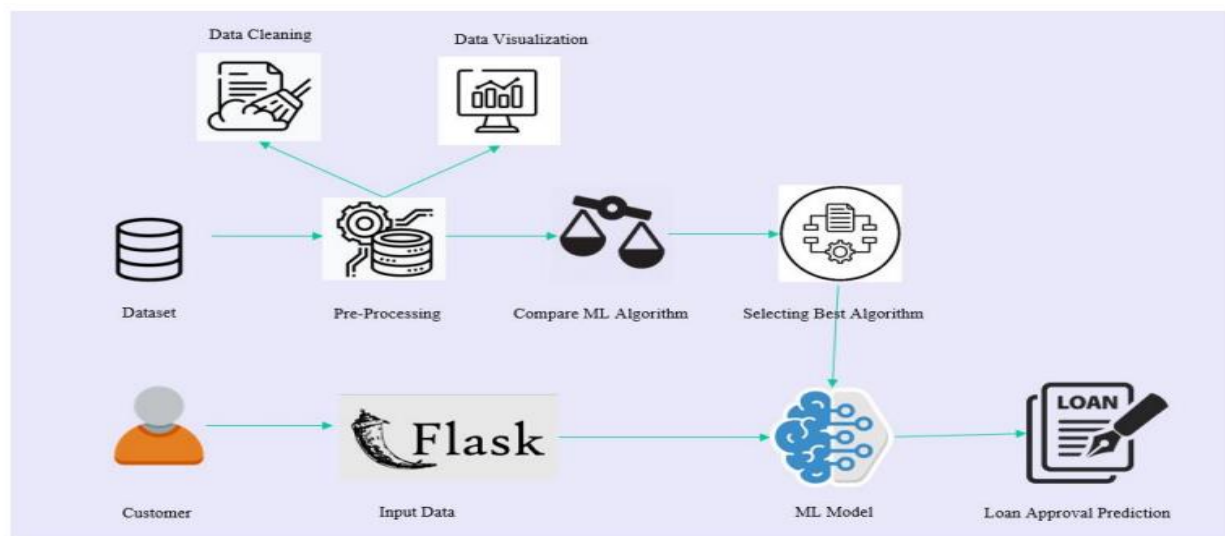 Data Cleaning
Data Visualization
Dataset
Pre-Processing
Compare ML Algorithm
Selecting Best Algorithm
Flask
LOAN
Customer
Input Data
ML Model
Loan Approval Prediction